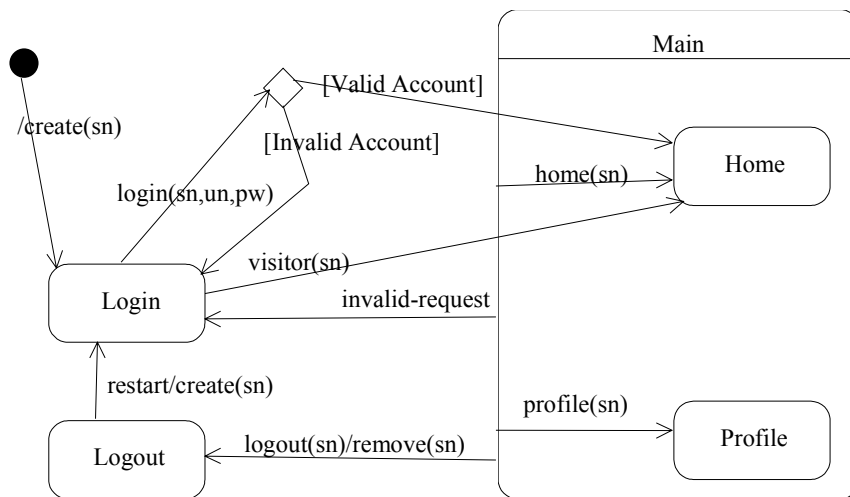 Main
[Valid Account]
/create(sn)
[Invalid Account]
Home
home(sn)
login(sn,un,pw)
visitor(sn)
Login
invalid-request
restart/create(sn)
profile(sn)
Profile
Logout
logout(sn)/remove(sn)